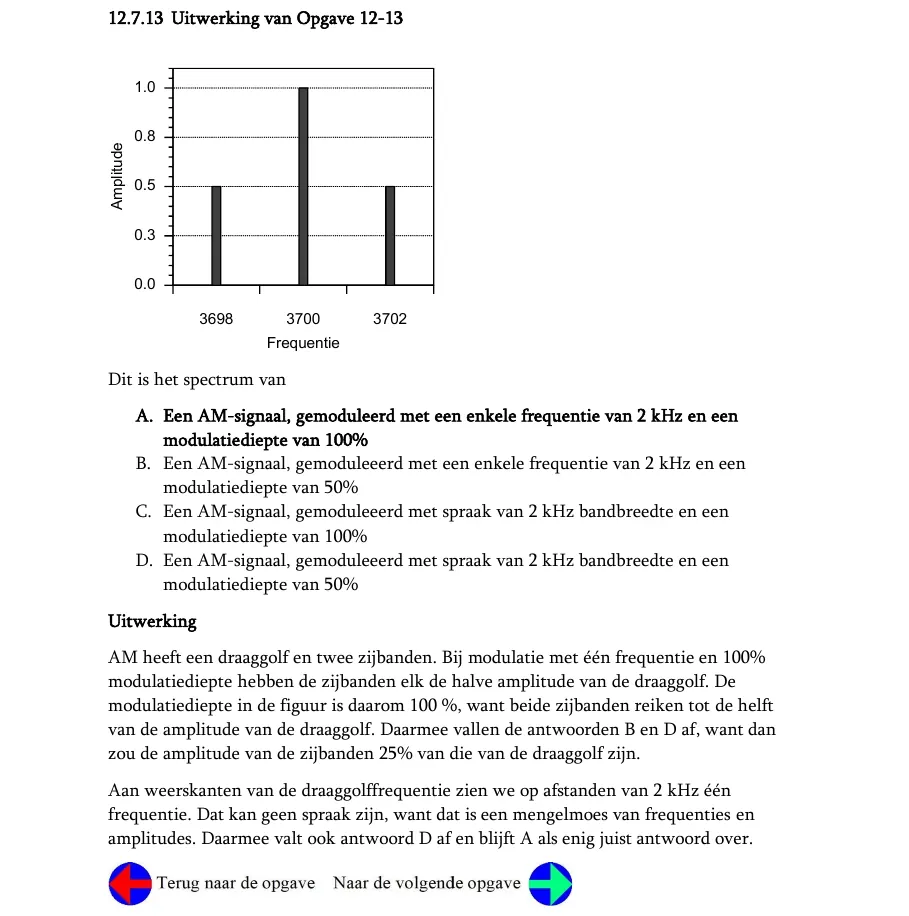 12.7.13 Uitwerking van Opgave 12-13
1.0
0.8
0.5
0.3
0.0
Amplitude
3698 3700 3702
Frequentie
Dit is het spectrum van
A. Een AM-signaal, gemoduleerd met een enkele frequentie van 2 kHz en een
modulatiediepte van 100%
B. Een AM-signaal, gemoduleeerd met een enkele frequentie van 2 kHz en een
modulatiediepte van 50%
C. Een AM-signaal, gemoduleeerd met spraak van 2 kHz bandbreedte en een
modulatiediepte van 100%
D. Een AM-signaal, gemoduleeerd met spraak van 2 kHz bandbreedte en een
modulatiediepte van 50%
Uitwerking
AM heeft een draaggolf en twee zijbanden. Bij modulatie met één frequentie en 100%
modulatiediepte hebben de zijbanden elk de halve amplitude van de draaggolf. De
modulatiediepte in de figuur is daarom 100 %, want beide zijbanden reiken tot de helft
van de amplitude van de draaggolf. Daarmee vallen de antwoorden B en D af, want dan
zou de amplitude van de zijbanden 25% van die van de draaggolf zijn.
Aan weerskanten van de draaggolffrequentie zien we op afstanden van 2 kHz één
frequentie. Dat kan geen spraak zijn, want dat is een mengelmoes van frequenties en
amplitudes. Daarmee valt ook antwoord D af en blijft A als enig juist antwoord over.
Terug naar de opgave Naar de volgende opgave